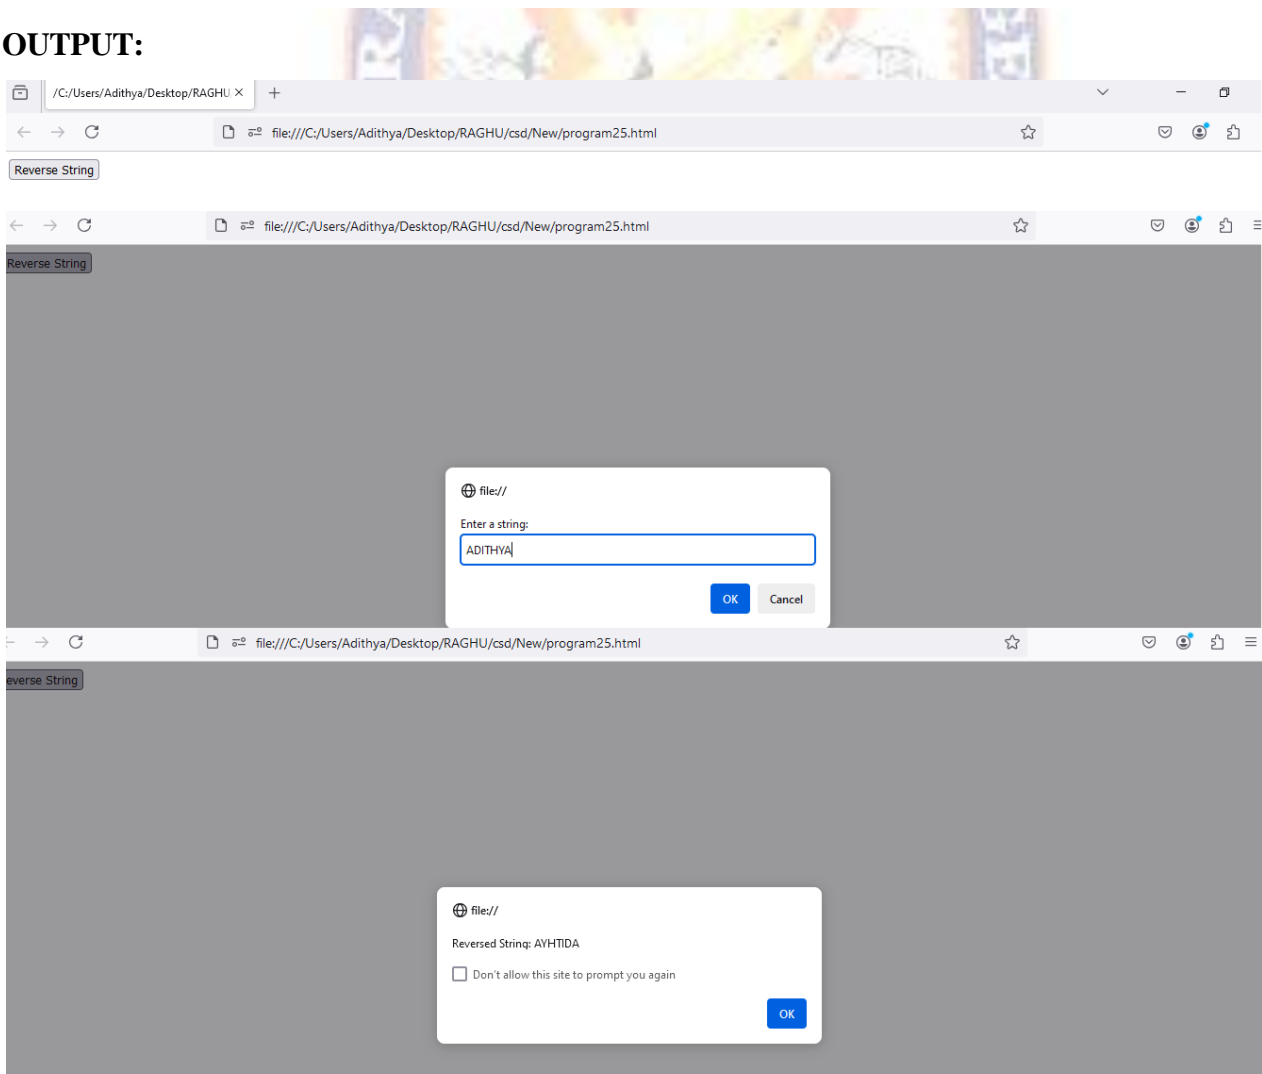 OUTPUT:
/C:/Users/Adithya/Desktop/RAGHU
file:///C:/Users/Adithya/Desktop/RAGHU/csd/New/program25.html
Reverse String
file:///C:/Users/Adithya/Desktop/RAGHU/csd/New/program25.html
Reverse String
file://
Enter a string:
ADITHYA
OK Cancel
file:///C:/Users/Adithya/Desktop/RAGHU/csd/New/program25.html
everse String
file://
Reversed String: AYHTIDA
Don't allow this site to prompt you again
OK